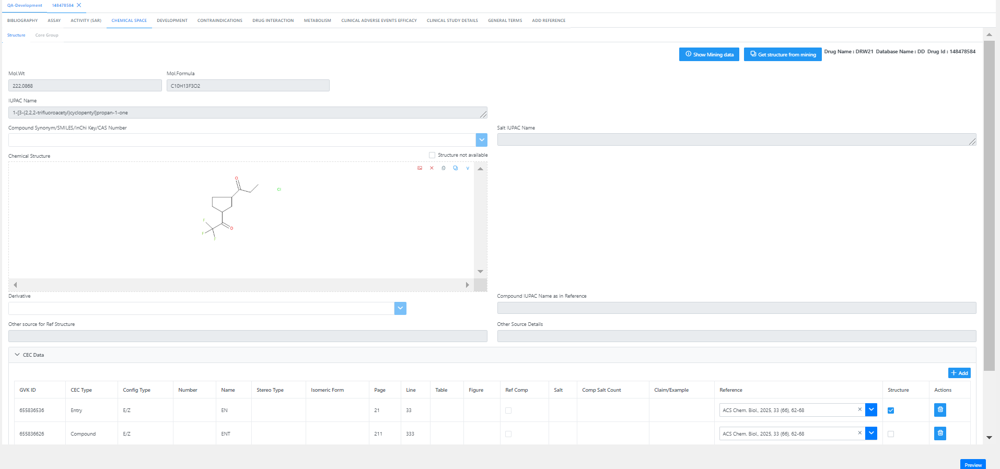 QA-Development 148478584
BIBLIOGRAPHY ASSAY ACTIVITY (SAR) CHEMICAL SPACE DEVELOPMENT CONTRAINDICATIONS DRUG INTERACTION METABOLISM CLINICAL ADVERSE EVENTS EFFICACY CLINICAL STUDY DETAILS GENERAL TERMS ADD REFERENCE
Structure Core Group
Show Mining data Get structure from mining Drug Name : DRW21 Database Name : DD Drug Id : 148478584
Mol.Wt Mol.Formula
222.0868 C10H13F3O2
IUPAC Name
1-[3-(2,2,2-trifluoroacetyl)cyclopentyl]propan-1-one
Compound Synonym/SMILES/InChi Key/CAS Number Salt IUPAC Name
Chemical Structure Structure not available
V
O
Cl
F
O
F
F
Derivative Compound IUPAC Name as in Reference
Other source for Ref Structure Other Source Details
CEC Data
Add
GVK ID CEC Type Config Type Number Name Stereo Type Isomeric Form Page Line Table Figure Ref Comp Salt Comp Salt Count Claim/Example Reference Structure Actions
655836536 Entry E/Z EN 21 33 ACS Chem. Biol., 2025, 33 (66), 62-68
655836626 Compound E/Z ENT 211 333 ACS Chem. Biol., 2025, 33 (66), 62-68
Preview